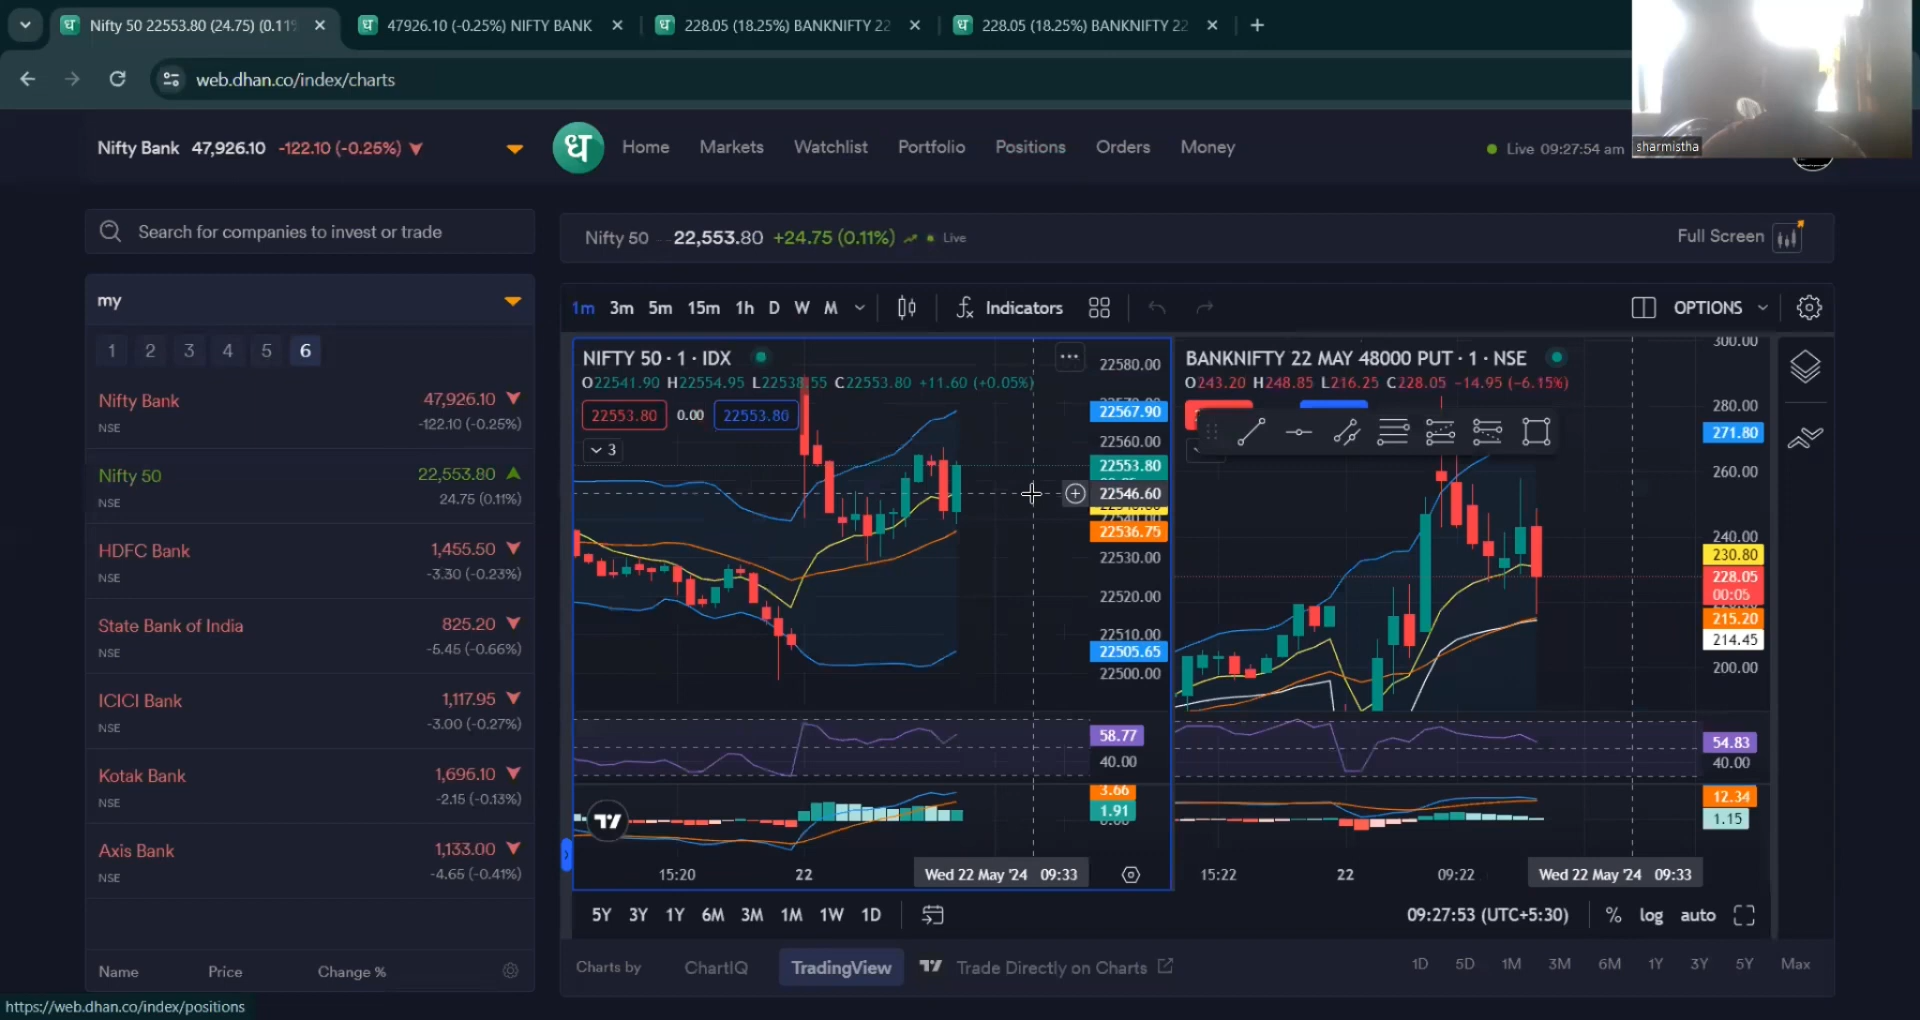 Nifty 50 22553.80 (24.75) (0.11%
47926.10 (-0.25%) NIFTY BANK
228.05 (18.25%) BANKNIFTY 22
228.05 (18.25%) BANKNIFTY 22
web.dhan.co/index/charts
sharmistha
Nifty Bank 47,926.10 -122.10 (-0.25%)
ध
Home
Markets
Watchlist
Portfolio
Positions
Orders
Money
Live 09:27:54 am
Search for companies to invest or trade
Nifty 50 22,553.80 +24.75 (0.11%) Live
Full Screen
my
1 2 3 4 5 6
Nifty Bank 47,926.10
NSE -122.10 (-0.25%)
Nifty 50 22,553.80
NSE 24.75 (0.11%)
HDFC Bank 1,455.50
NSE -3.30 (-0.23%)
State Bank of India 825.20
NSE -5.45 (-0.66%)
ICICI Bank 1,117.95
NSE -3.00 (-0.27%)
Kotak Bank 1,696.10
NSE -2.15 (-0.13%)
Axis Bank 1,133.00
NSE -4.65 (-0.41%)
Name Price Change %
1m 3m 5m 15m 1h D W M
Indicators
OPTIONS
NIFTY 50 · 1 · IDX
O22541.90 H22554.95 L22538.55 C22553.80 +11.60 (+0.05%)
22553.80 0.00 22553.80
3
22580.00
22567.90
22560.00
22553.80
22546.60
22536.75
22530.00
22520.00
22510.00
22505.65
22500.00
58.77
40.00
3.66
1.91
15:20 22 Wed 22 May '24 09:33
BANKNIFTY 22 MAY 48000 PUT · 1 · NSE
O243.20 H248.85 L216.25 C228.05 -14.95 (-6.15%)
300.00
280.00
271.80
260.00
240.00
230.80
228.05
00:05
215.20
214.45
200.00
54.83
40.00
12.34
1.15
15:22 22 09:22 Wed 22 May '24 09:33
5Y 3Y 1Y 6M 3M 1M 1W 1D
09:27:53 (UTC+5:30) % log auto
Charts by ChartIQ TradingView Trade Directly on Charts
1D 5D 1M 3M 6M 1Y 3Y 5Y Max
https://web.dhan.co/index/positions